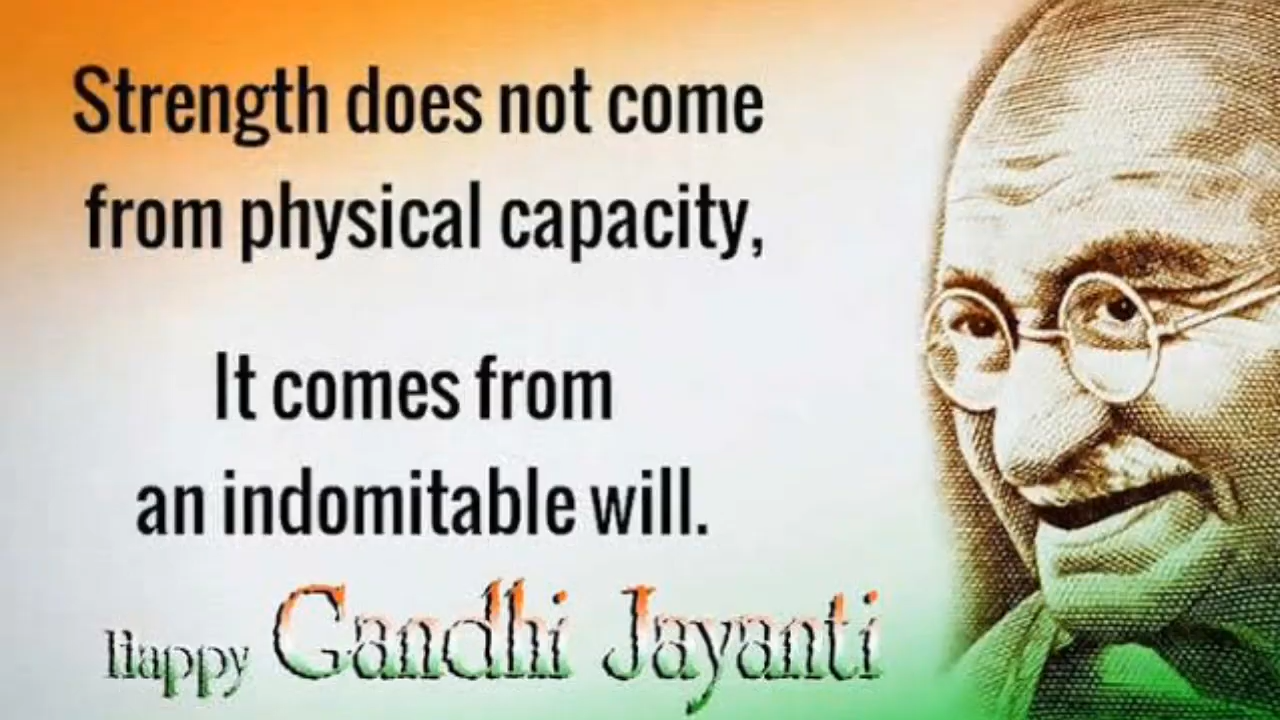 Strength does not come
from physical capacity,
It comes from
an indomitable will.
Happy Gandhi Jayanti